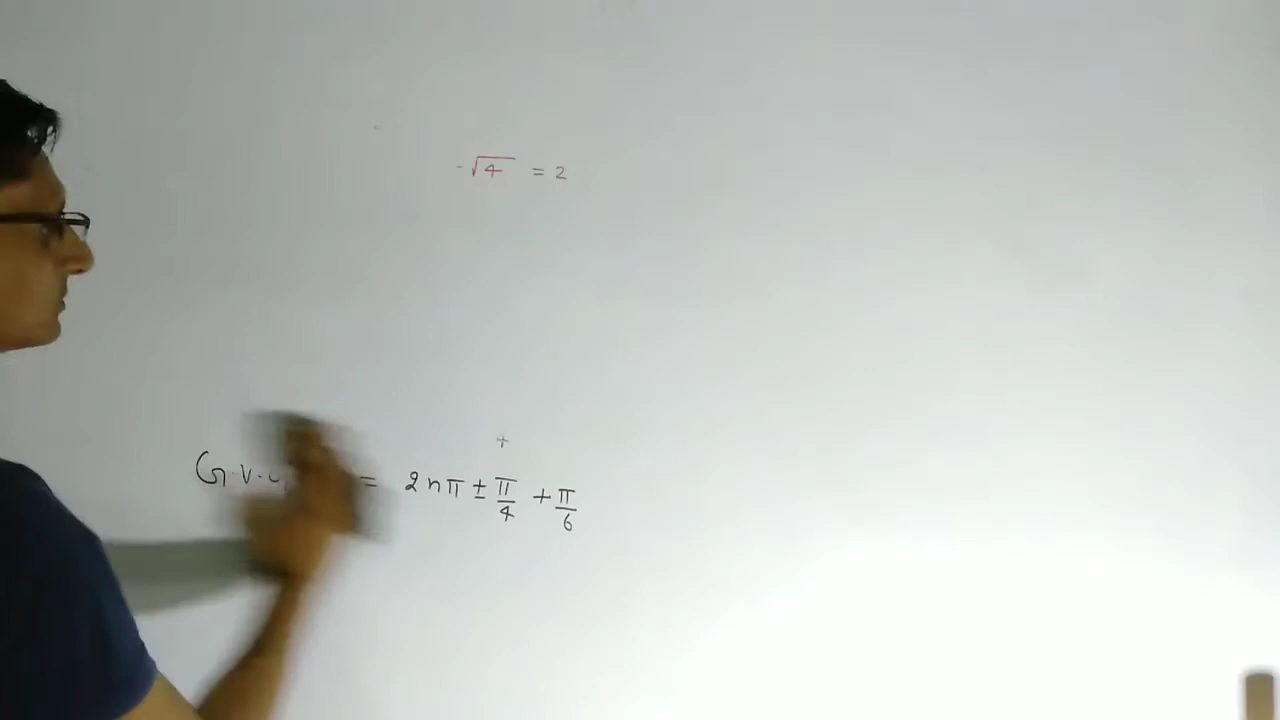 -√4 = 2
+
G.V. = 2nπ ± π/4 + π/6